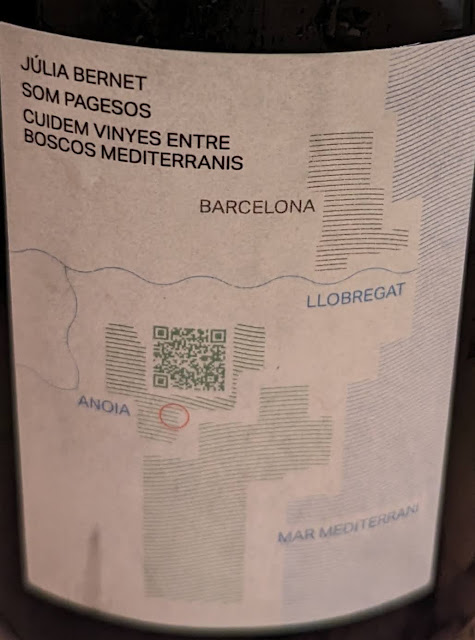 JÚLIA BERNET
SOM PAGESOS
CUIDEM VINYES ENTRE
BOSCOS MEDITERRANIS
BARCELONA
LLOBREGAT
ANOIA
MAR MEDITERRANI